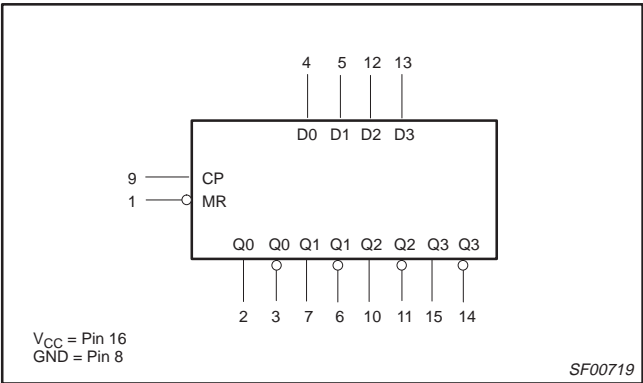 4 5 12 13
D0 D1 D2 D3
9 CP
1 MR
Q0 Q0 Q1 Q1 Q2 Q2 Q3 Q3
2 3 7 6 10 11 15 14
VCC = Pin 16
GND = Pin 8
SF00719